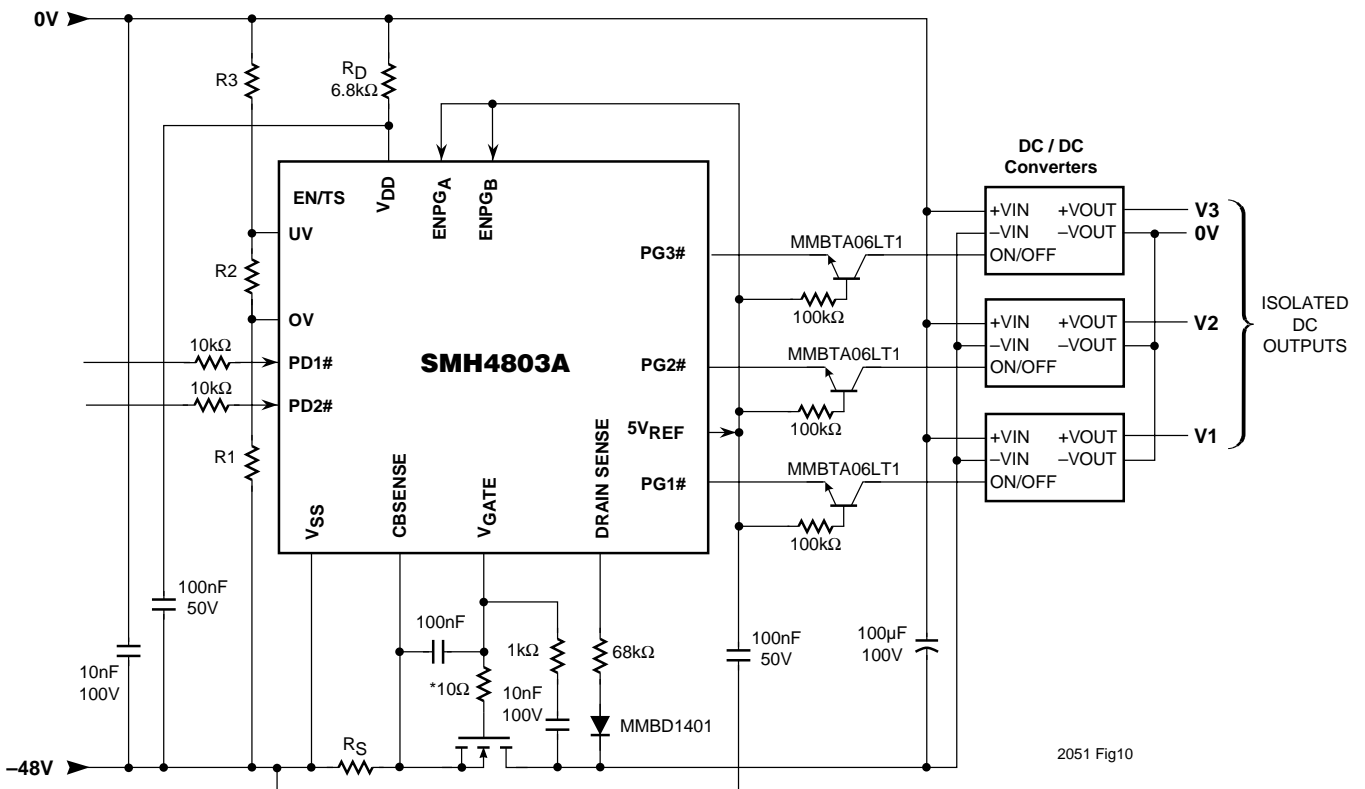 0V
R3
RD
6.8kΩ
DC / DC
Converters
EN/TS
VDD
ENPGA
ENPGB
UV
R2
OV
10kΩ
PD1#
10kΩ
PD2#
R1
SMH4803A
PG3#
PG2#
5VREF
PG1#
VSS
CBSENSE
VGATE
DRAIN SENSE
MMBTA06LT1
100kΩ
MMBTA06LT1
100kΩ
MMBTA06LT1
100kΩ
+VIN +VOUT
–VIN –VOUT
ON/OFF
+VIN +VOUT
–VIN –VOUT
ON/OFF
+VIN +VOUT
–VIN –VOUT
ON/OFF
V3
0V
V2
V1
ISOLATED
DC
OUTPUTS
100nF
50V
10nF
100V
100nF
*10Ω
1kΩ
10nF
100V
68kΩ
MMBD1401
100nF
50V
100µF
100V
RS
–48V
2051 Fig10